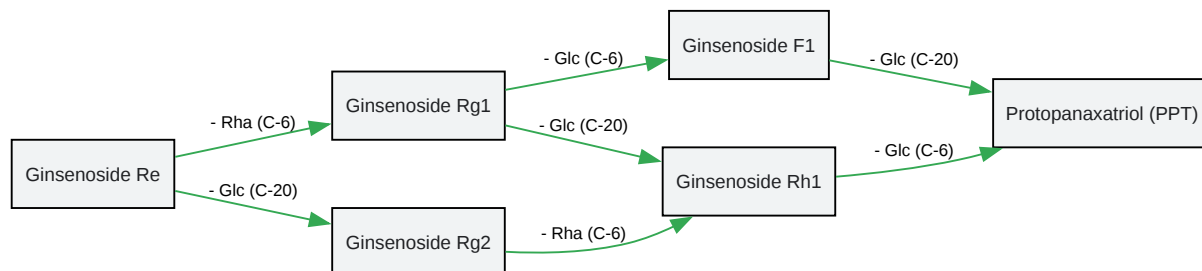 Ginsenoside F1
- Glc (C-6)
- Glc (C-20)
Ginsenoside Rg1
Protopanaxatriol (PPT)
- Rha (C-6)
- Glc (C-20)
Ginsenoside Re
Ginsenoside Rh1
- Glc (C-6)
- Glc (C-20)
Ginsenoside Rg2
- Rha (C-6)